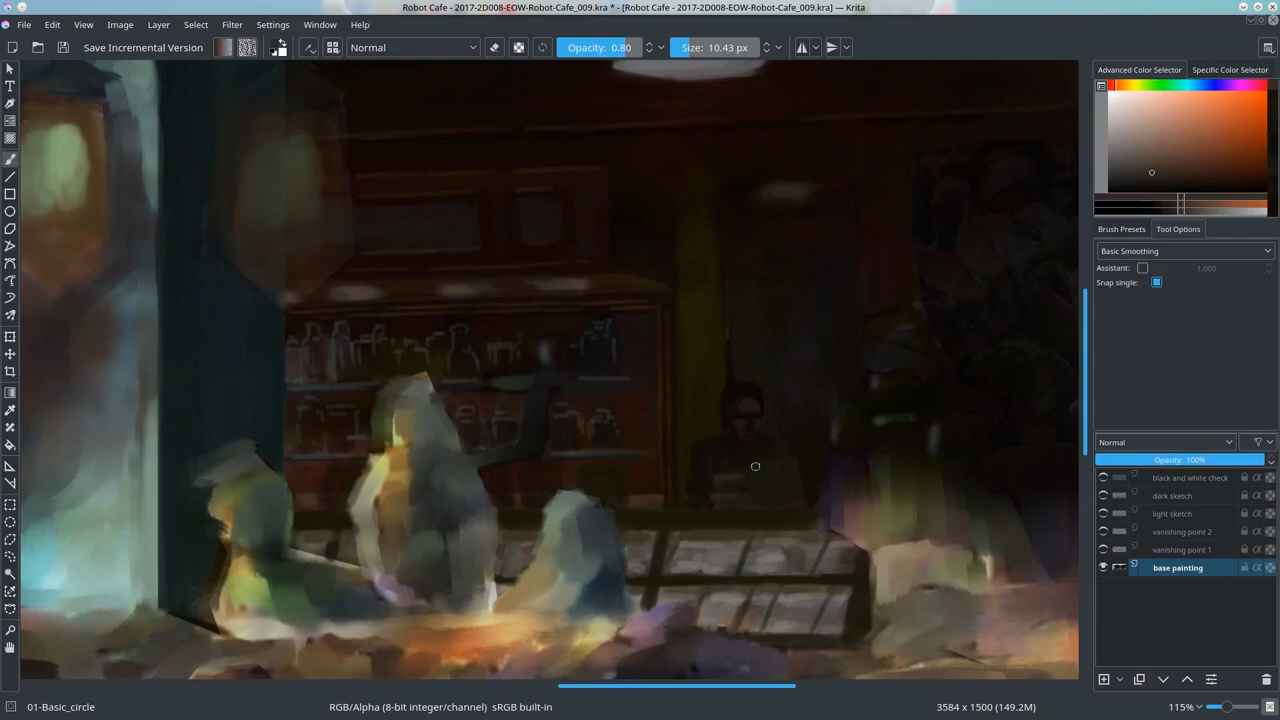 Robot Cafe - 2017-2D008-EOW-Robot-Cafe_009.kra * - [Robot Cafe - 2017-2D008-EOW-Robot-Cafe_009.kra] — Krita
File Edit View Image Layer Select Filter Settings Window Help
Save Incremental Version Normal Opacity: 0.80 Size: 10.43 px
Advanced Color Selector Specific Color Selector
Brush Presets Tool Options
Basic Smoothing
Assistant: 1,000
Snap single:
Normal
Opacity: 100%
black and white check
dark sketch
light sketch
vanishing point 2
vanishing point 1
base painting
01-Basic_circle RGB/Alpha (8-bit integer/channel) sRGB built-in 3584 x 1500 (149.2M) 115%